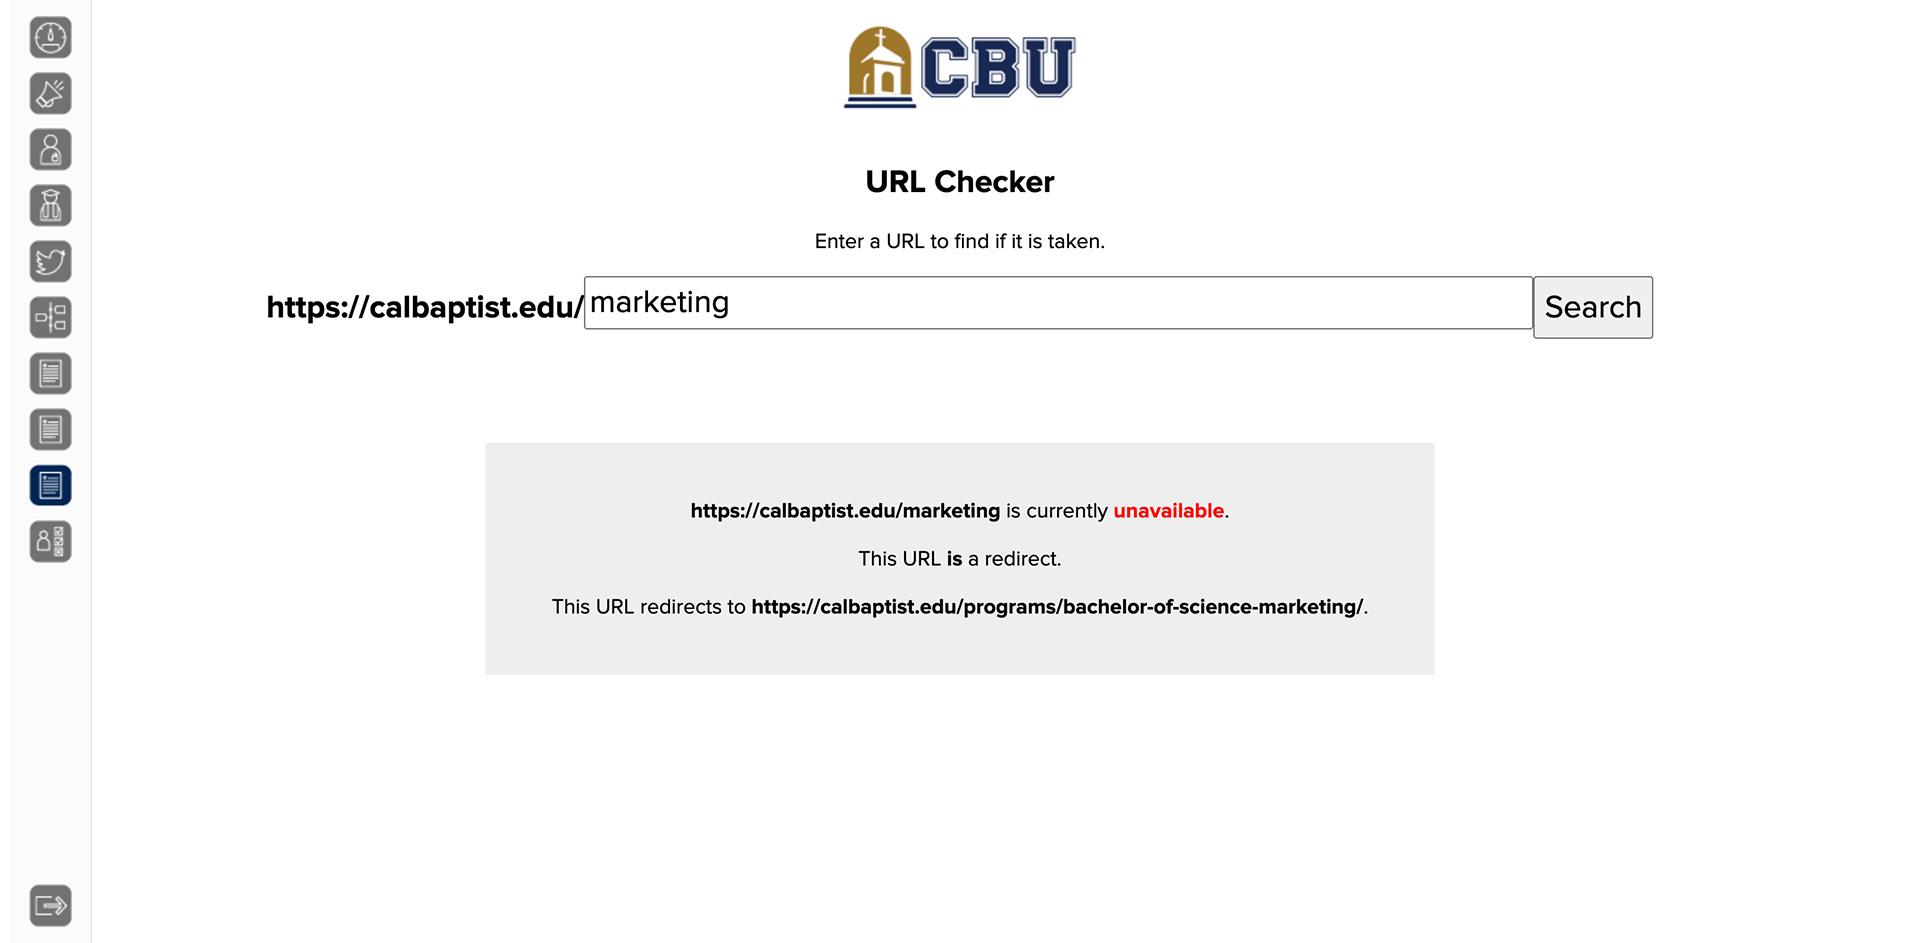 CBU
URL Checker
Enter a URL to find if it is taken.
https://calbaptist.edu/ marketing Search
https://calbaptist.edu/marketing is currently unavailable.
This URL is a redirect.
This URL redirects to https://calbaptist.edu/programs/bachelor-of-science-marketing/.